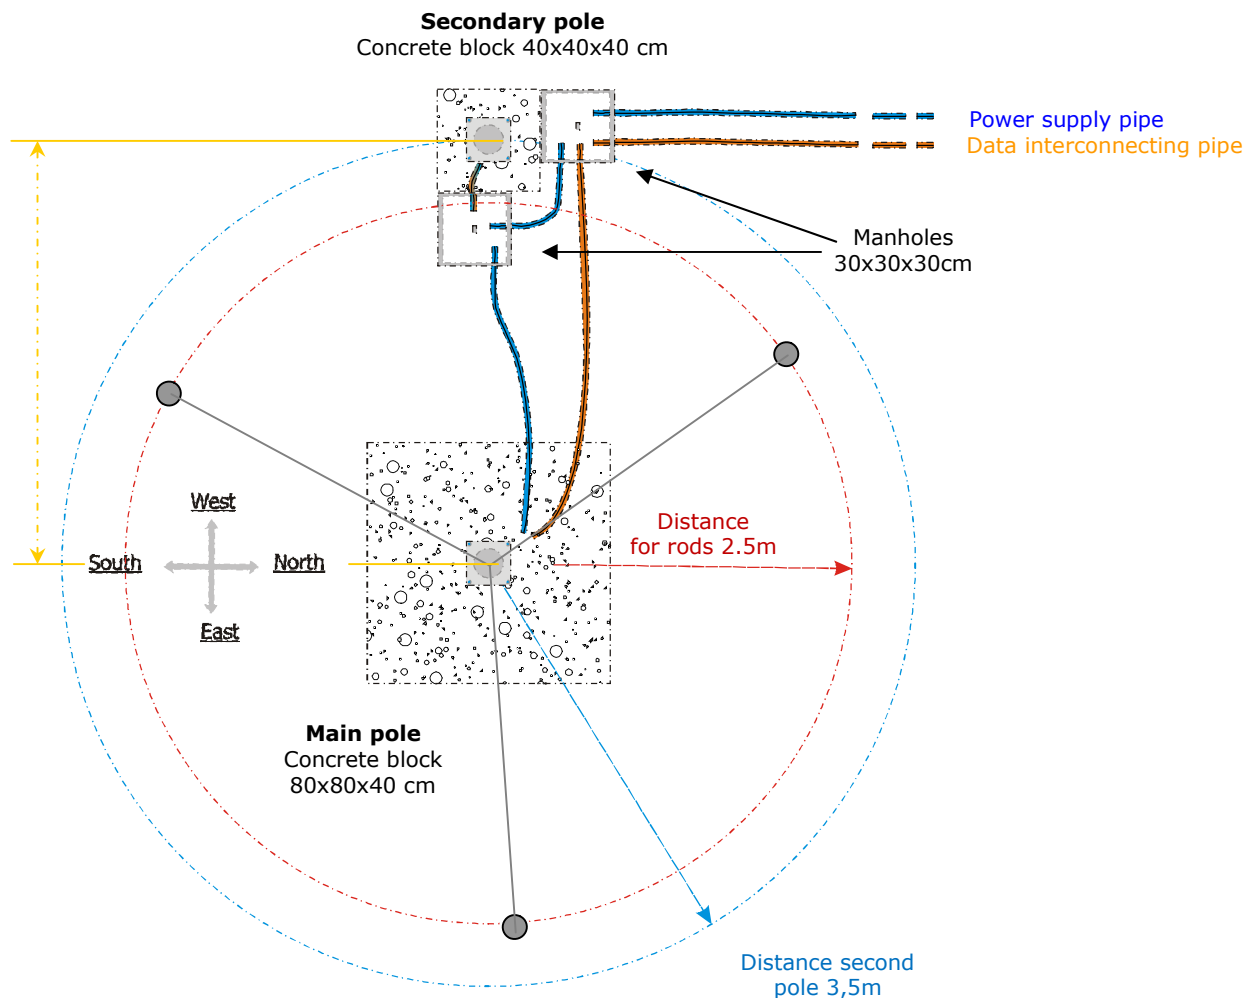 Secondary pole
Concrete block 40x40x40 cm
Power supply pipe
Data interconnecting pipe
Manholes
30x30x30cm
West
South
North
East
Distance
for rods 2.5m
Main pole
Concrete block
80x80x40 cm
Distance second
pole 3,5m